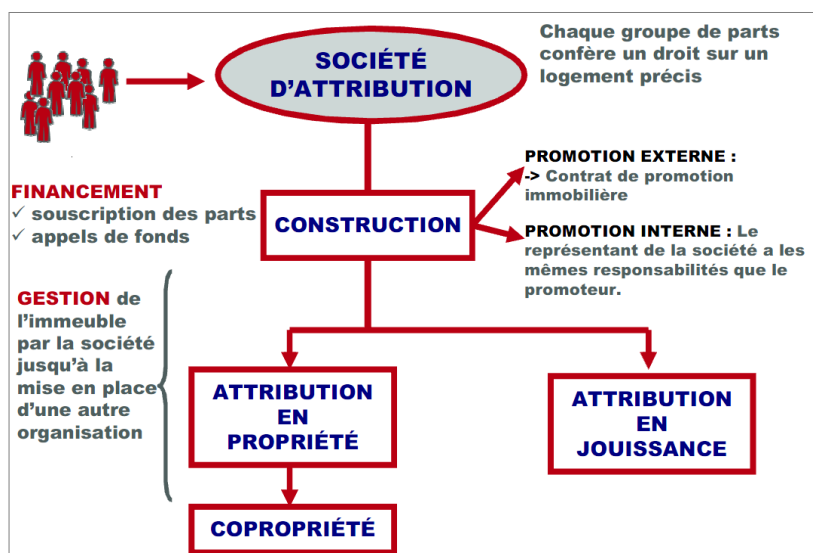 SOCIÉTÉ
D'ATTRIBUTION
Chaque groupe de parts
confère un droit sur un
logement précis
FINANCEMENT
✓ souscription des parts
✓ appels de fonds
CONSTRUCTION
PROMOTION EXTERNE :
-> Contrat de promotion
immobilière
PROMOTION INTERNE : Le
représentant de la société a les
mêmes responsabilités que le
promoteur.
GESTION de
l'immeuble
par la société
jusqu'à la
mise en place
d'une autre
organisation
ATTRIBUTION
EN
PROPRIÉTÉ
ATTRIBUTION
EN
JOUISSANCE
COPROPRIÉTÉ